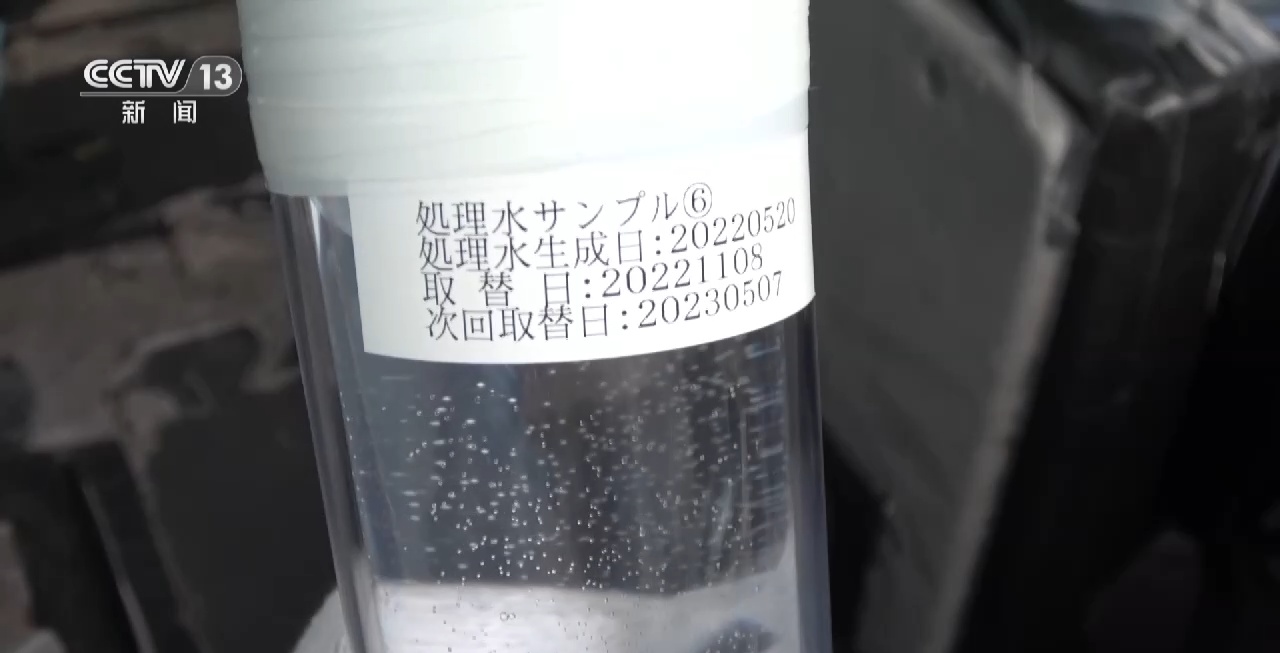 CCTV 13
新闻
処理水サンプル⑥
処理水生成日:20220520
取 替 日:20221108
次回取替日:20230507